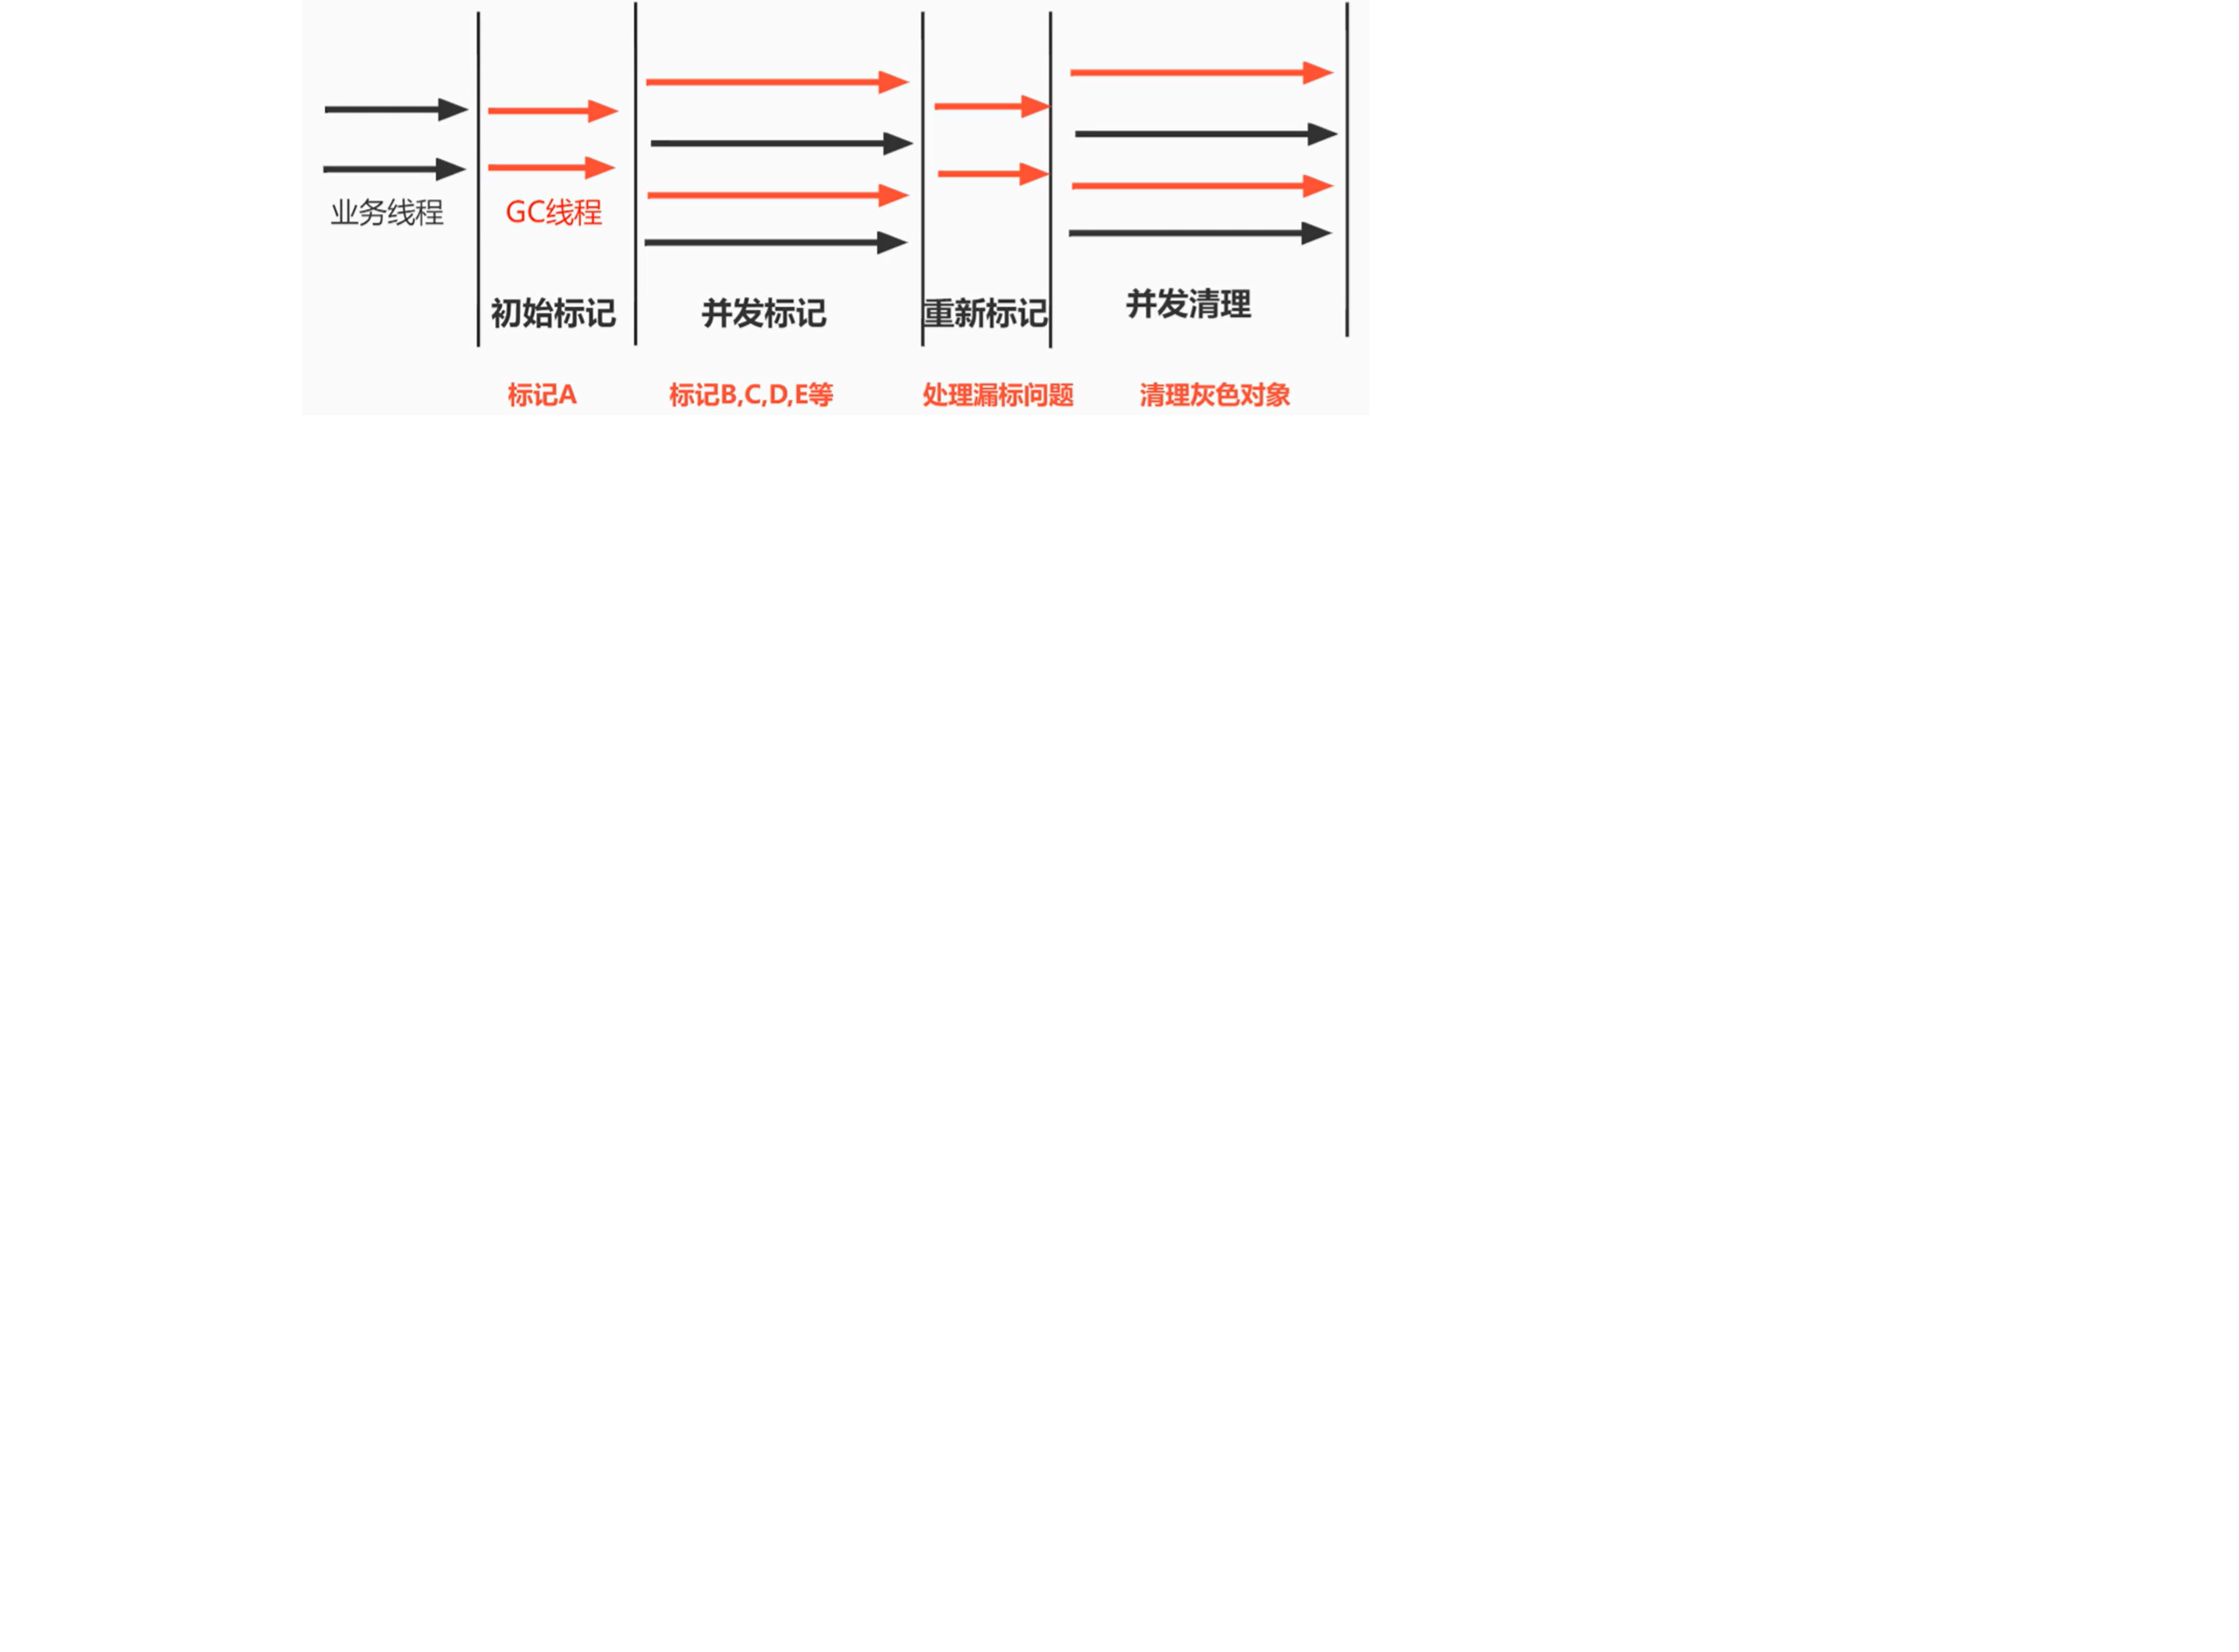 业务线程
GC线程
初始标记
并发标记
重新标记
并发清理
标记A
标记B,C,D,E等
处理漏标问题
清理灰色对象